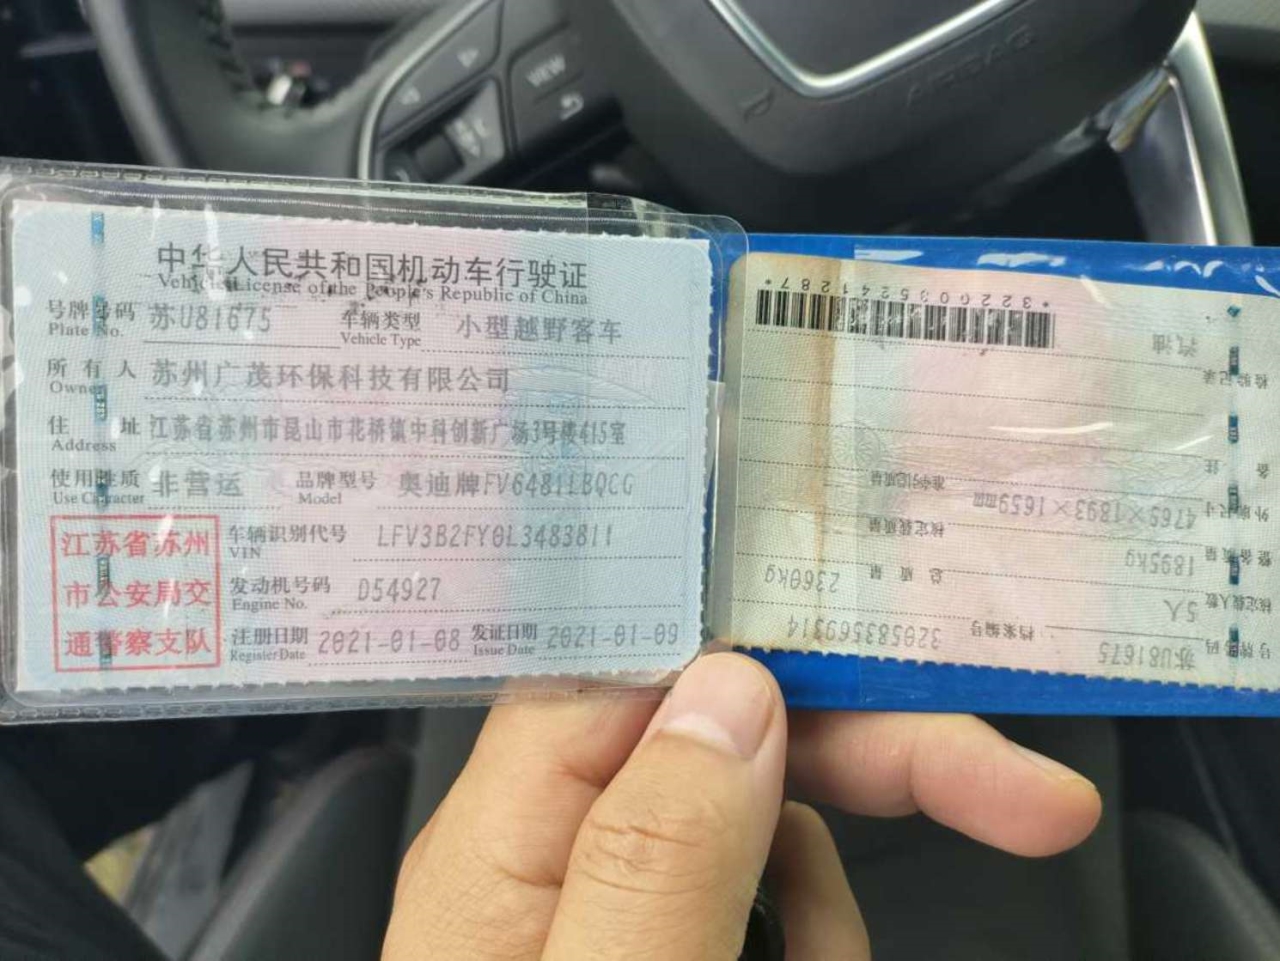 VIEW
AIRBAG
中华人民共和国机动车行驶证
Vehicle License of the People's Republic of China
号牌号码 苏U81675 车辆类型 小型越野客车
Plate No. Vehicle Type
所有人 苏州广茂环保科技有限公司
Owner
住址 江苏省苏州市昆山市花桥镇中科创新广场3号楼415室
Address
使用性质 非营运 品牌型号 奥迪牌FV6481LBQCG
Use Character Model
江苏省苏州
市公安局交
通警察支队
车辆识别代号 LFV3B2FY0L3483811
VIN
发动机号码 D54927
Engine No.
注册日期 2021-01-08 发证日期 2021-01-09
Register Date Issue Date
号牌号码 苏U81675 档案编号 320583569314
核定载人数 5人 总质量 2360kg
整备质量 1895kg 核定载质量
外廓尺寸 4765×1893×1659mm 准牵引总质量
备注
检验记录
汽油
*322005241287*